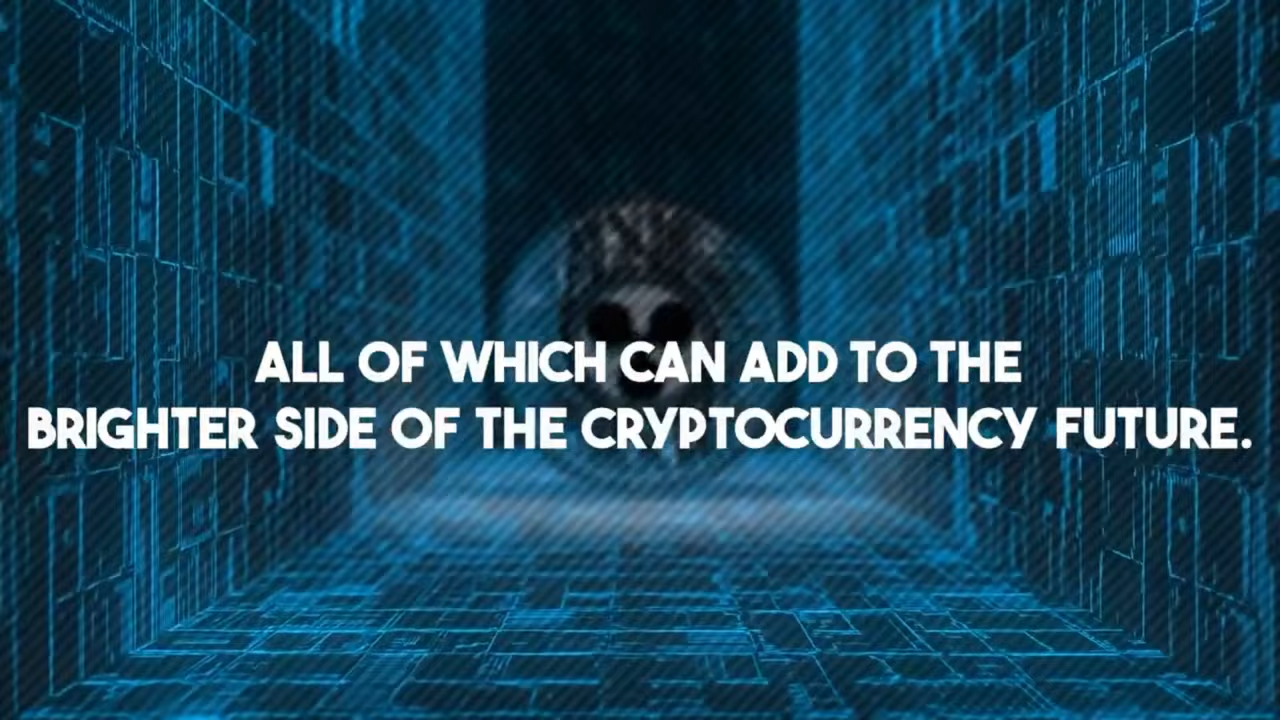 ALL OF WHICH CAN ADD TO THE
BRIGHTER SIDE OF THE CRYPTOCURRENCY FUTURE.